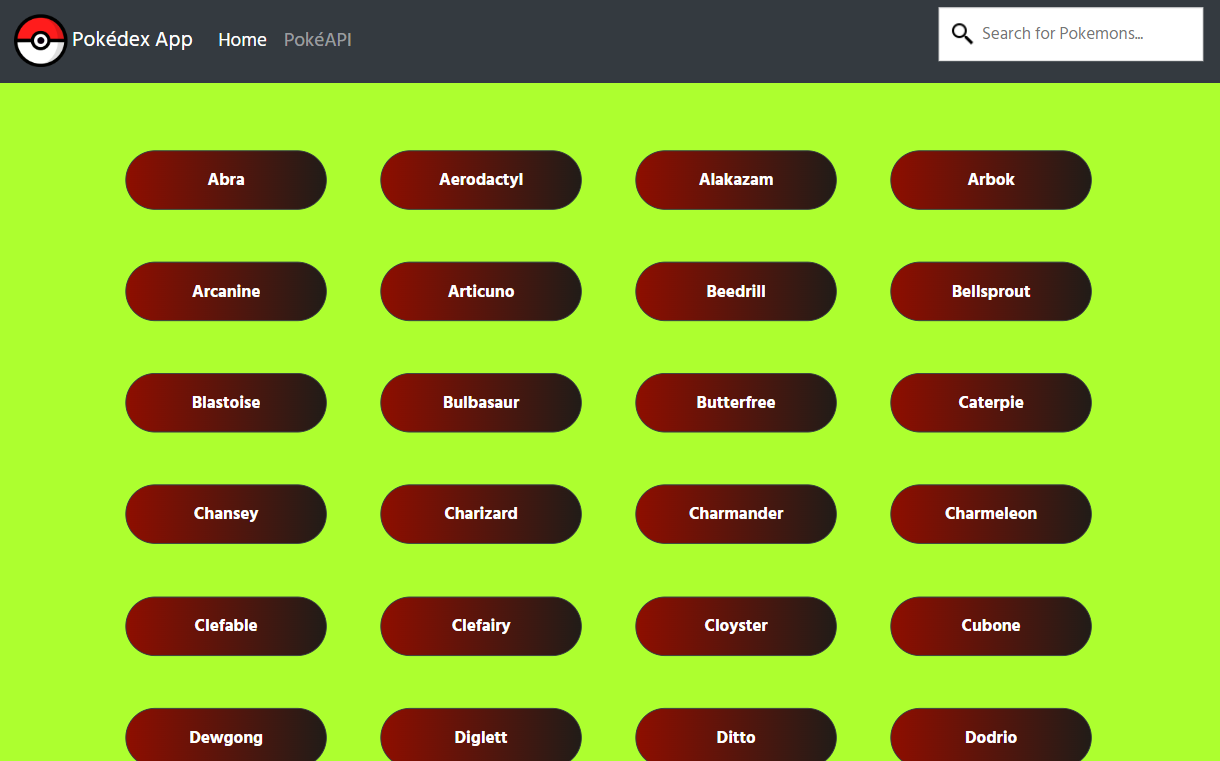 Pokédex App Home PokéAPI Search for Pokemons...
Abra Aerodactyl Alakazam Arbok
Arcanine Articuno Beedrill Bellsprout
Blastoise Bulbasaur Butterfree Caterpie
Chansey Charizard Charmander Charmeleon
Clefable Clefairy Cloyster Cubone
Dewgong Diglett Ditto Dodrio